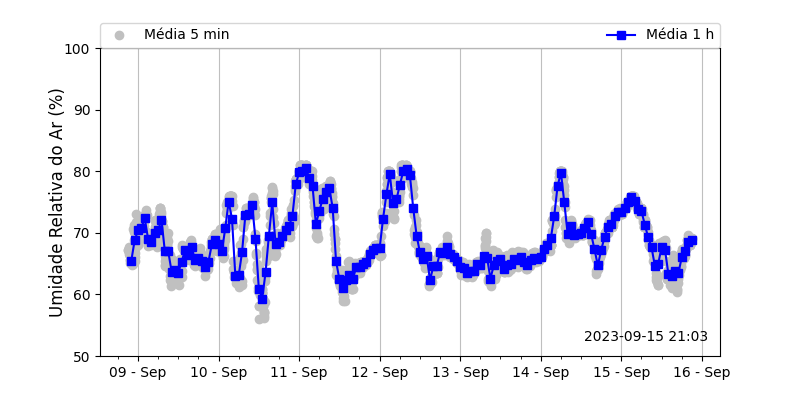 Média 5 min
Média 1 h
Umidade Relativa do Ar (%)
100
90
80
70
60
50
2023-09-15 21:03
09 - Sep
10 - Sep
11 - Sep
12 - Sep
13 - Sep
14 - Sep
15 - Sep
16 - Sep